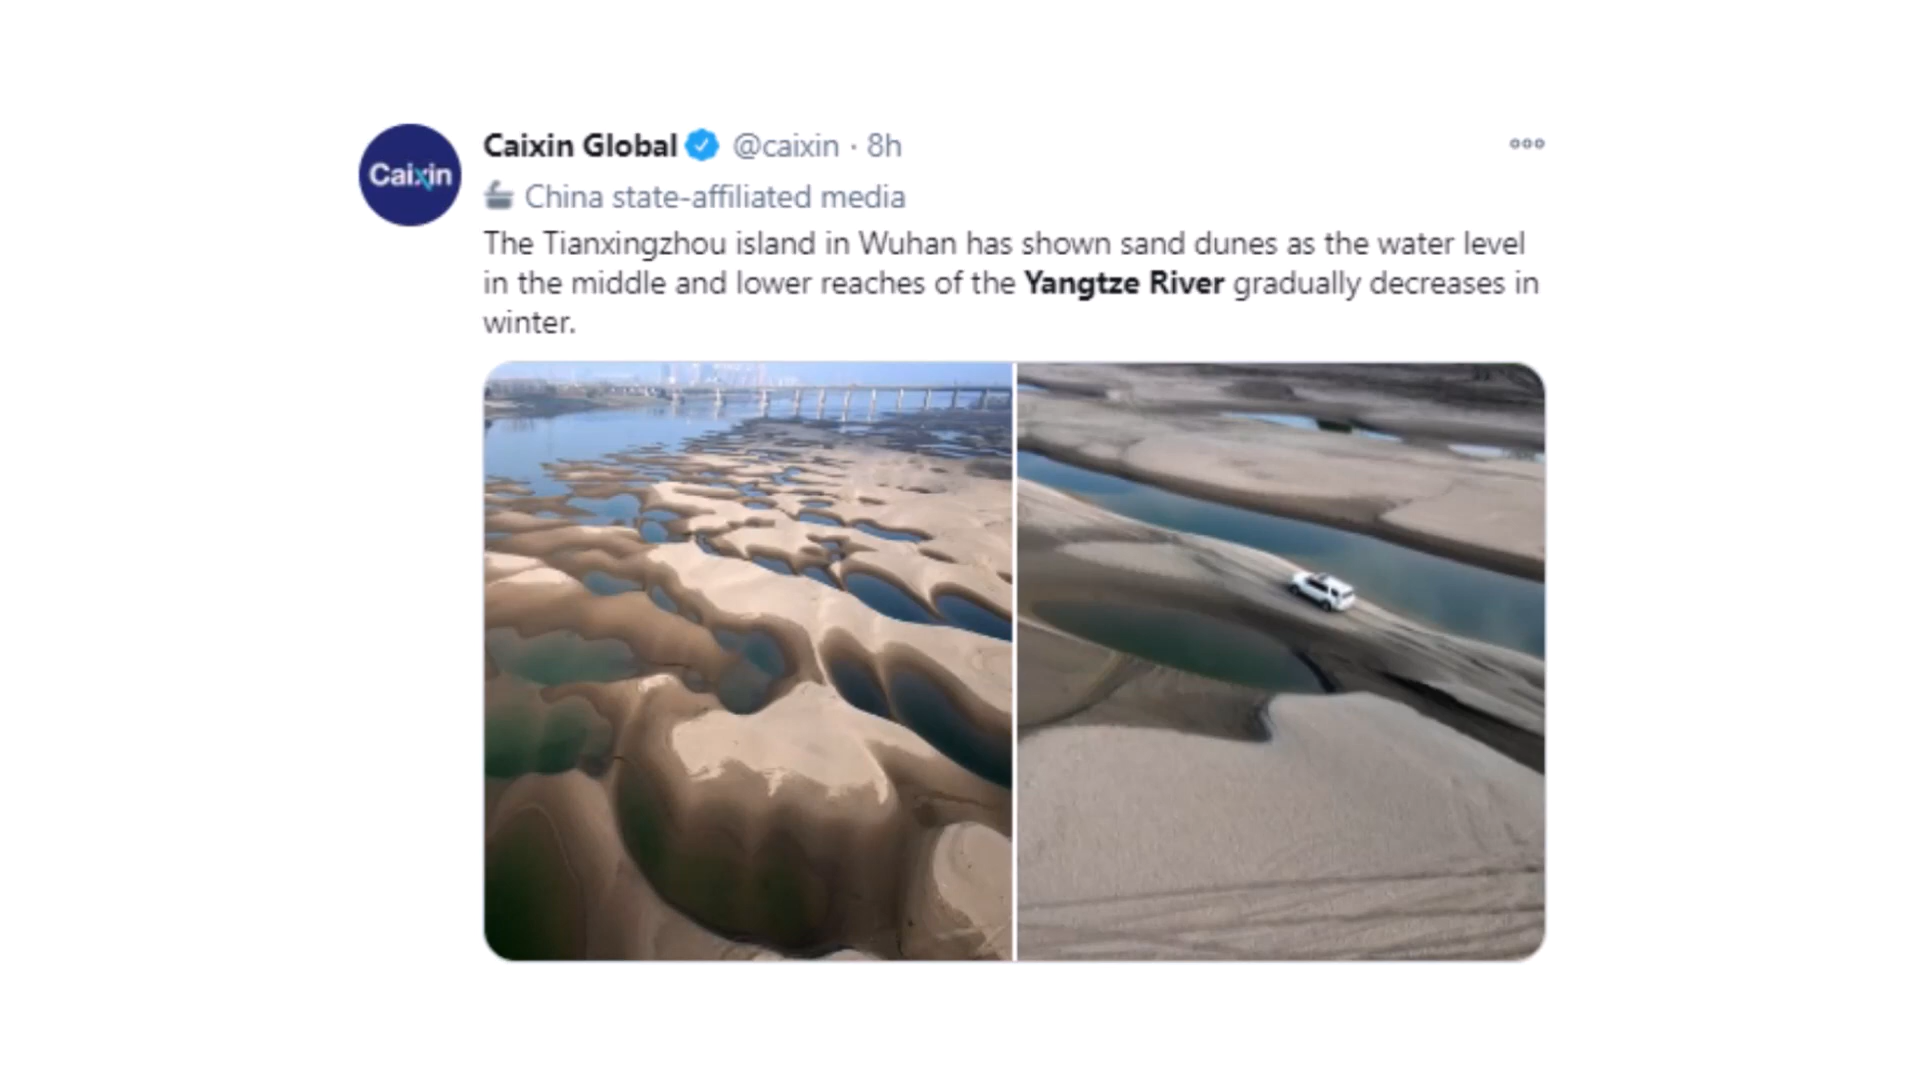 Caixin
Caixin Global @caixin · 8h
China state-affiliated media
The Tianxingzhou island in Wuhan has shown sand dunes as the water level
in the middle and lower reaches of the Yangtze River gradually decreases in
winter.